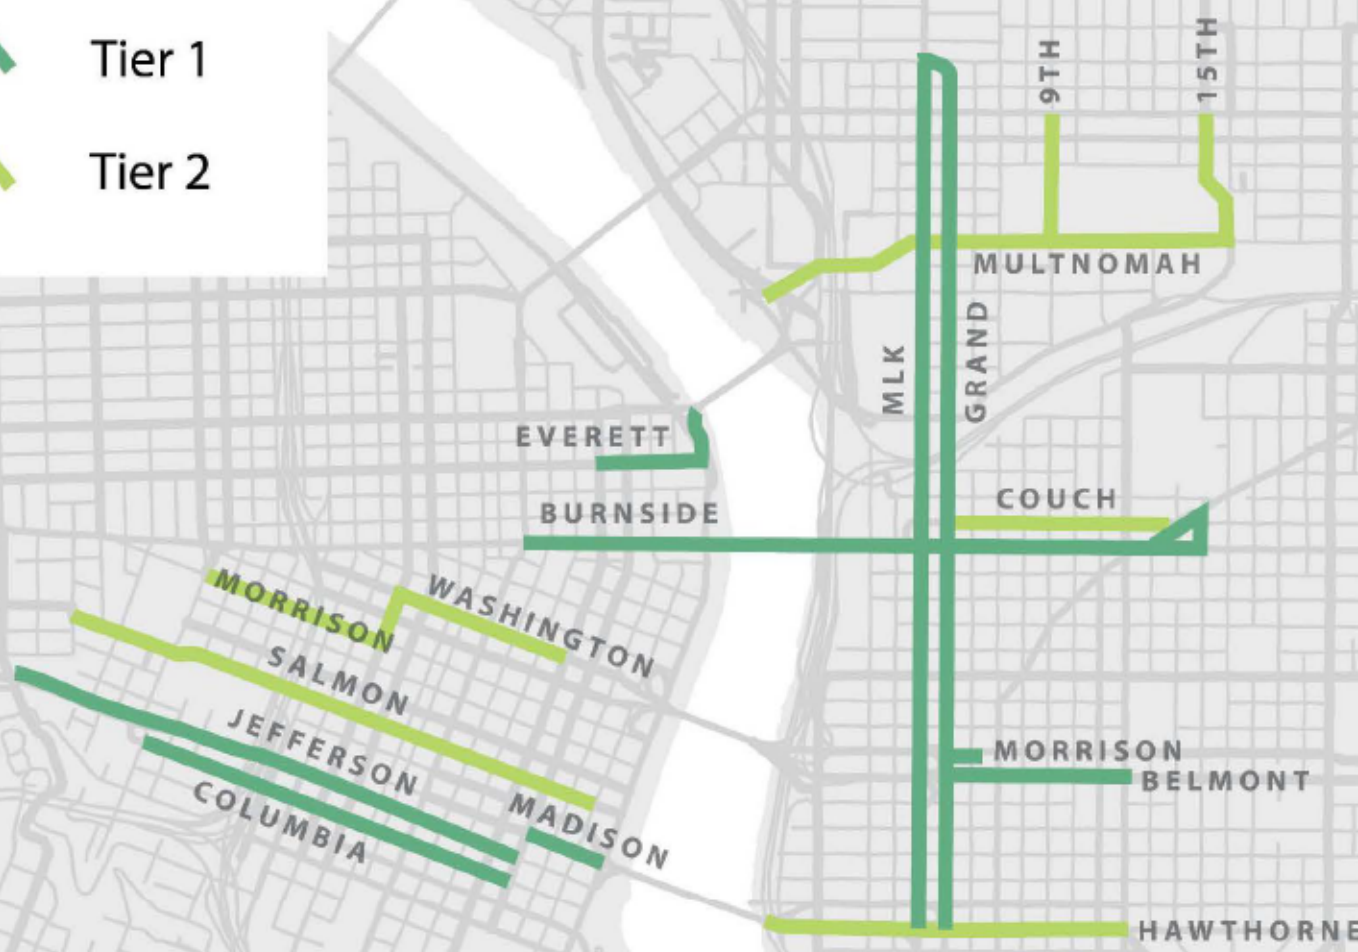 Tier 1
Tier 2
9TH
15TH
MULTNOMAH
MLK
GRAND
EVERETT
COUCH
BURNSIDE
MORRISON
WASHINGTON
SALMON
JEFFERSON
COLUMBIA
MADISON
MORRISON
BELMONT
HAWTHORNE